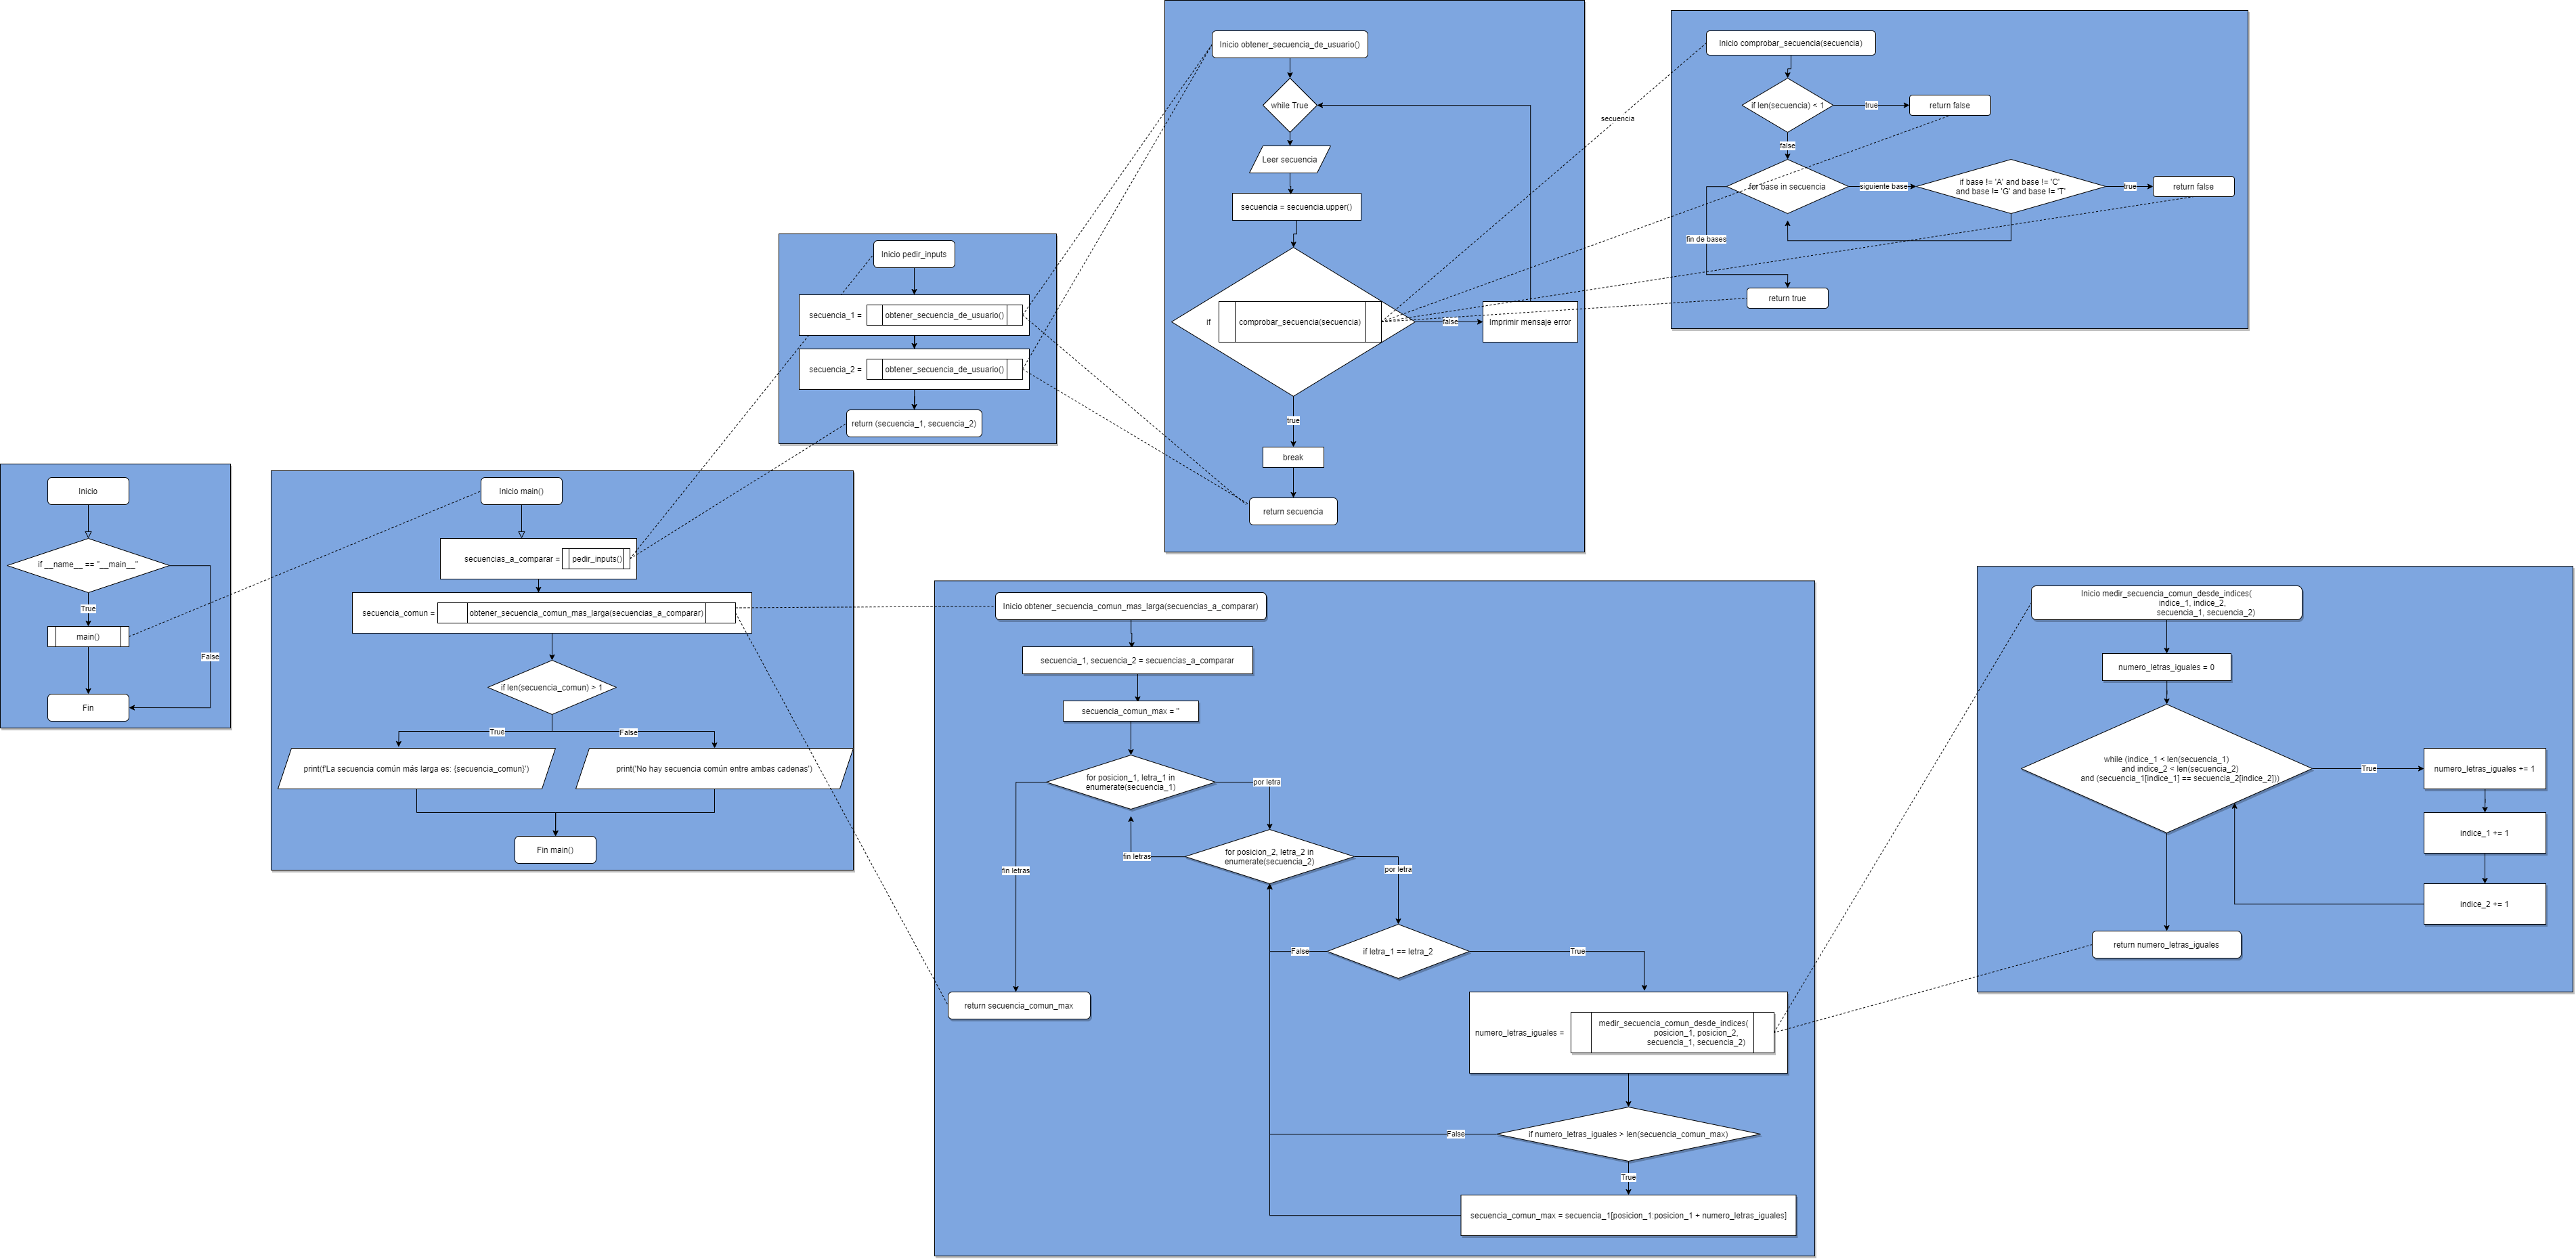 Inicio
if __name__ == "__main__"
True
main()
False
Fin
Inicio main()
secuencias_a_comparar =
pedir_inputs()
secuencia_comun =
obtener_secuencia_comun_mas_larga(secuencias_a_comparar)
if len(secuencia_comun) > 1
True
False
print(f'La secuencia común más larga es: {secuencia_comun}')
print('No hay secuencia común entre ambas cadenas')
Fin main()
Inicio pedir_inputs
secuencia_1 =
obtener_secuencia_de_usuario()
secuencia_2 =
obtener_secuencia_de_usuario()
return (secuencia_1, secuencia_2)
Inicio obtener_secuencia_de_usuario()
while True
Leer secuencia
secuencia = secuencia.upper()
if
comprobar_secuencia(secuencia)
false
Imprimir mensaje error
true
break
return secuencia
secuencia
Inicio comprobar_secuencia(secuencia)
if len(secuencia) < 1
true
return false
false
for base in secuencia
siguiente base
if base != 'A' and base != 'C'
and base != 'G' and base != 'T'
true
return false
fin de bases
return true
Inicio obtener_secuencia_comun_mas_larga(secuencias_a_comparar)
secuencia_1, secuencia_2 = secuencias_a_comparar
secuencia_comun_max = ''
for posicion_1, letra_1 in
enumerate(secuencia_1)
por letra
for posicion_2, letra_2 in
enumerate(secuencia_2)
fin letras
fin letras
por letra
if letra_1 == letra_2
False
True
return secuencia_comun_max
numero_letras_iguales =
medir_secuencia_comun_desde_indices(
posicion_1, posicion_2,
secuencia_1, secuencia_2)
if numero_letras_iguales > len(secuencia_comun_max)
False
True
secuencia_comun_max = secuencia_1[posicion_1:posicion_1 + numero_letras_iguales]
Inicio medir_secuencia_comun_desde_indices(
indice_1, indice_2,
secuencia_1, secuencia_2)
numero_letras_iguales = 0
while (indice_1 < len(secuencia_1)
and indice_2 < len(secuencia_2)
and (secuencia_1[indice_1] == secuencia_2[indice_2]))
True
numero_letras_iguales += 1
indice_1 += 1
indice_2 += 1
return numero_letras_iguales